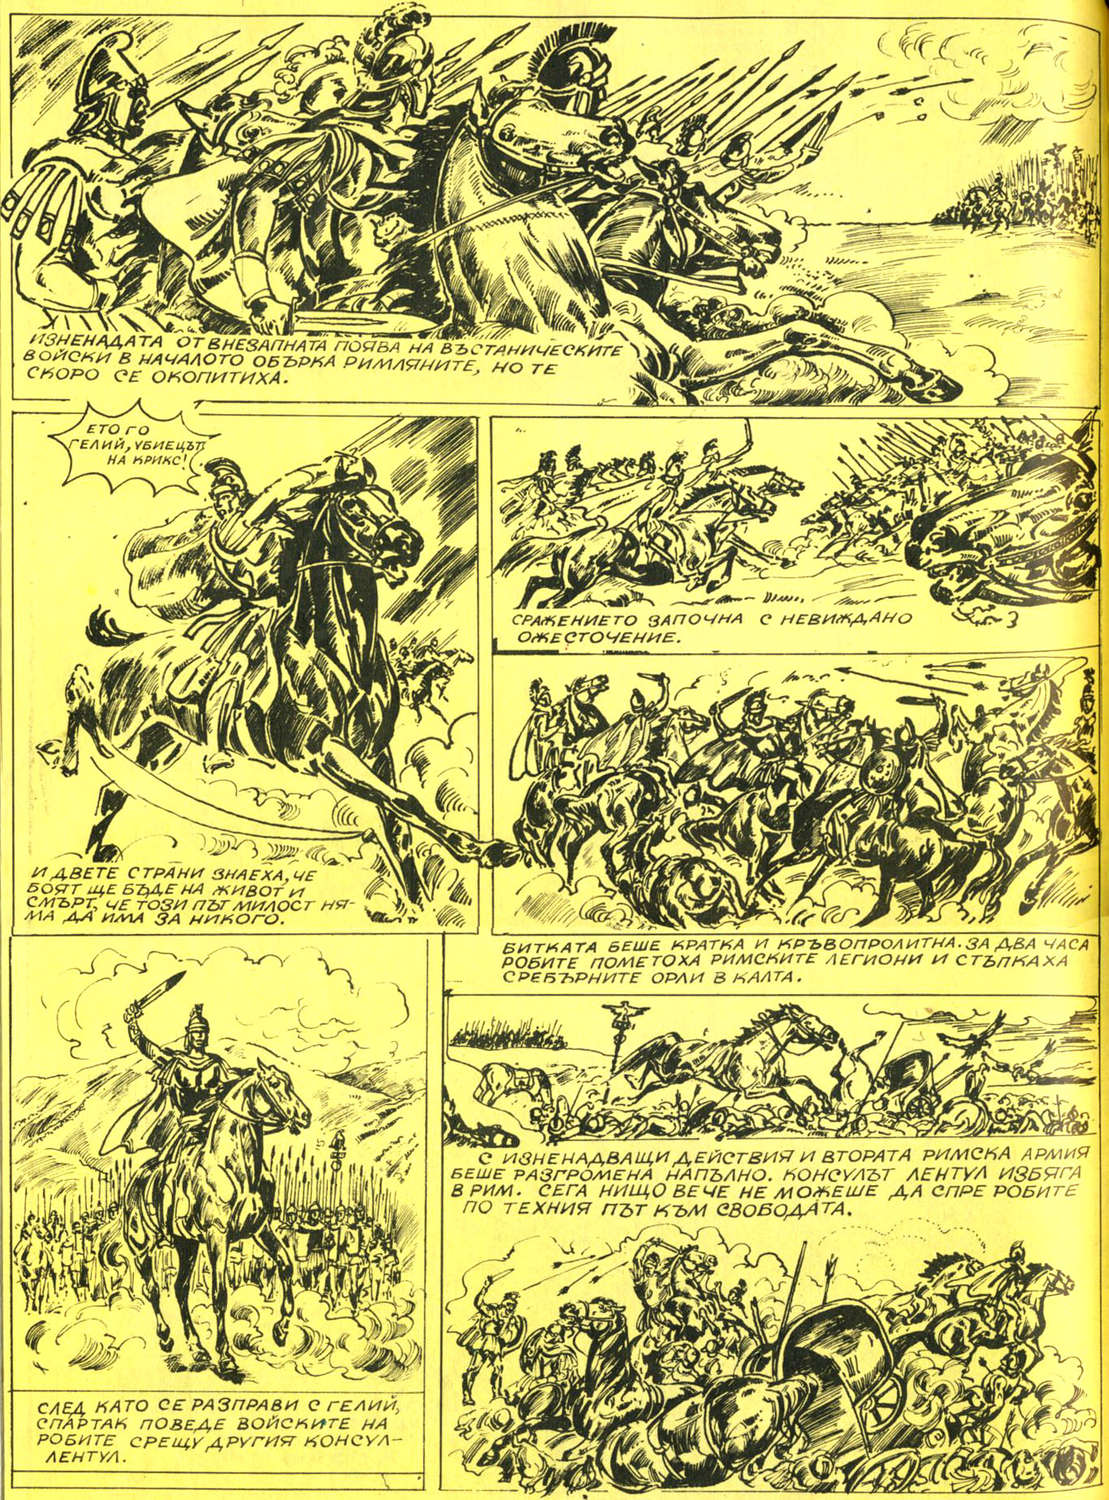 ИЗНЕНАДАТА ОТ ВНЕЗАПНАТА ПОЯВА НА ВЪСТАНИЧЕСКИТЕ
ВОЙСКИ В НАЧАЛОТО ОБЪРКА РИМЛЯНИТЕ, НО ТЕ
СКОРО СЕ ОКОПИТИХА.
ЕТО ГО
ГЕЛИЙ, УБИЕЦЪТ
НА КРИКС!
И ДВЕТЕ СТРАНИ ЗНАЕХА, ЧЕ
БОЯТ ЩЕ БЪДЕ НА ЖИВОТ И
СМЪРТ, ЧЕ ТОЗИ ПЪТ МИЛОСТ НЯ-
МА ДА ИМА ЗА НИКОГО.
СРАЖЕНИЕТО ЗАПОЧНА С НЕВИЖДАНО
ОЖЕСТОЧЕНИЕ.
БИТКАТА БЕШЕ КРАТКА И КРЪВОПРОЛИТНА. ЗА ДВА ЧАСА
РОБИТЕ ПОМЕТОХА РИМСКИТЕ ЛЕГИОНИ И СТЪПКАХА
СРЕБЪРНИТЕ ОРЛИ В КАЛТА.
СЛЕД КАТО СЕ РАЗПРАВИ С ГЕЛИЙ,
СПАРТАК ПОВЕДЕ ВОЙСКИТЕ НА
РОБИТЕ СРЕЩУ ДРУГИЯ КОНСУЛ-
ЛЕНТУЛ.
С ИЗНЕНАДВАЩИ ДЕЙСТВИЯ И ВТОРАТА РИМСКА АРМИЯ
БЕШЕ РАЗГРОМЕНА НАПЪЛНО. КОНСУЛЪТ ЛЕНТУЛ ИЗБЯГА
В РИМ. СЕГА НИЩО ВЕЧЕ НЕ МОЖЕШЕ ДА СПРЕ РОБИТЕ
ПО ТЕХНИЯ ПЪТ КЪМ СВОБОДАТА.